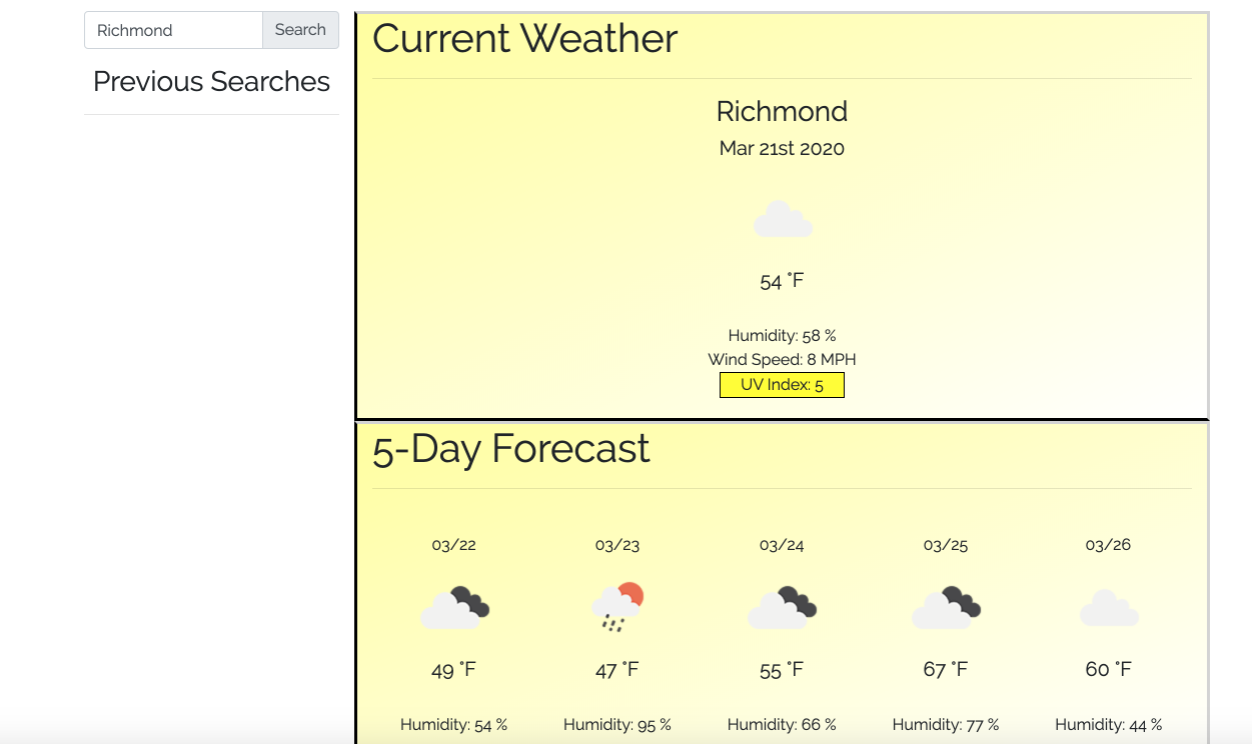 Richmond Search
Previous Searches
Current Weather
Richmond
Mar 21st 2020
54 °F
Humidity: 58 %
Wind Speed: 8 MPH
UV Index: 5
5-Day Forecast
03/22 03/23 03/24 03/25 03/26
49 °F 47 °F 55 °F 67 °F 60 °F
Humidity: 54 % Humidity: 95 % Humidity: 66 % Humidity: 77 % Humidity: 44 %